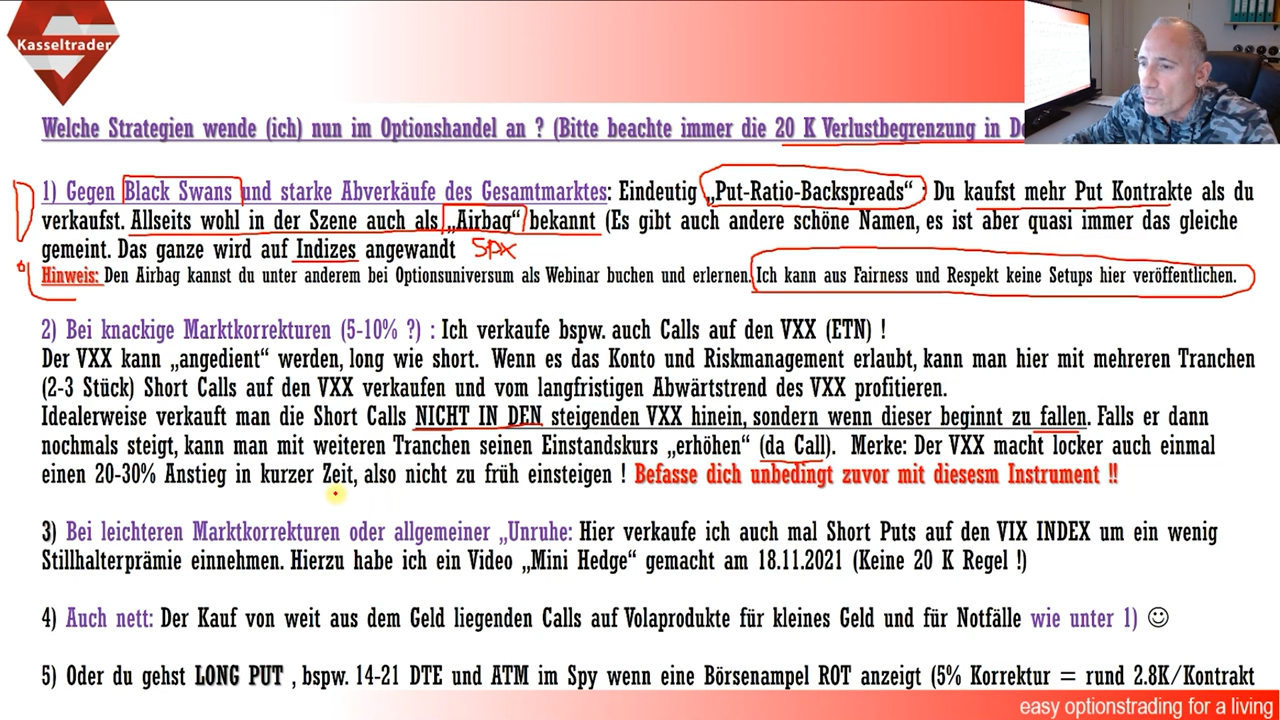 Kasseltrader
Welche Strategien wende (ich) nun im Optionshandel an ? (Bitte beachte immer die 20 K Verlustbegrenzung in
1) Gegen Black Swans und starke Abverkäufe des Gesamtmarktes: Eindeutig „Put-Ratio-Backspreads“. Du kaufst mehr Put Kontrakte als du
verkaufst. Allseits wohl in der Szene auch als „Airbag“ bekannt (Es gibt auch andere schöne Namen, es ist aber quasi immer das gleiche
gemeint. Das ganze wird auf Indizes angewandt SPX
Hinweis: Den Airbag kannst du unter anderem bei Optionsuniversum als Webinar buchen und erlernen. Ich kann aus Fairness und Respekt keine Setups hier veröffentlichen.
2) Bei knackige Marktkorrekturen (5-10% ?) : Ich verkaufe bspw. auch Calls auf den VXX (ETN) !
Der VXX kann „angedient“ werden, long wie short. Wenn es das Konto und Riskmanagement erlaubt, kann man hier mit mehreren Tranchen
(2-3 Stück) Short Calls auf den VXX verkaufen und vom langfristigen Abwärtstrend des VXX profitieren.
Idealerweise verkauft man die Short Calls NICHT IN DEN steigenden VXX hinein, sondern wenn dieser beginnt zu fallen. Falls er dann
nochmals steigt, kann man mit weiteren Tranchen seinen Einstandskurs „erhöhen“ (da Call). Merke: Der VXX macht locker auch einmal
einen 20-30% Anstieg in kurzer Zeit, also nicht zu früh einsteigen ! Befasse dich unbedingt zuvor mit diesesm Instrument !!
3) Bei leichteren Marktkorrekturen oder allgemeiner „Unruhe: Hier verkaufe ich auch mal Short Puts auf den VIX INDEX um ein wenig
Stillhalterprämie einnehmen. Hierzu habe ich ein Video „Mini Hedge“ gemacht am 18.11.2021 (Keine 20 K Regel !)
4) Auch nett: Der Kauf von weit aus dem Geld liegenden Calls auf Volaprodukte für kleines Geld und für Notfälle wie unter 1) ☺
5) Oder du gehst LONG PUT , bspw. 14-21 DTE und ATM im Spy wenn eine Börsenampel ROT anzeigt (5% Korrektur = rund 2.8K/Kontrakt
easy optionstrading for a living